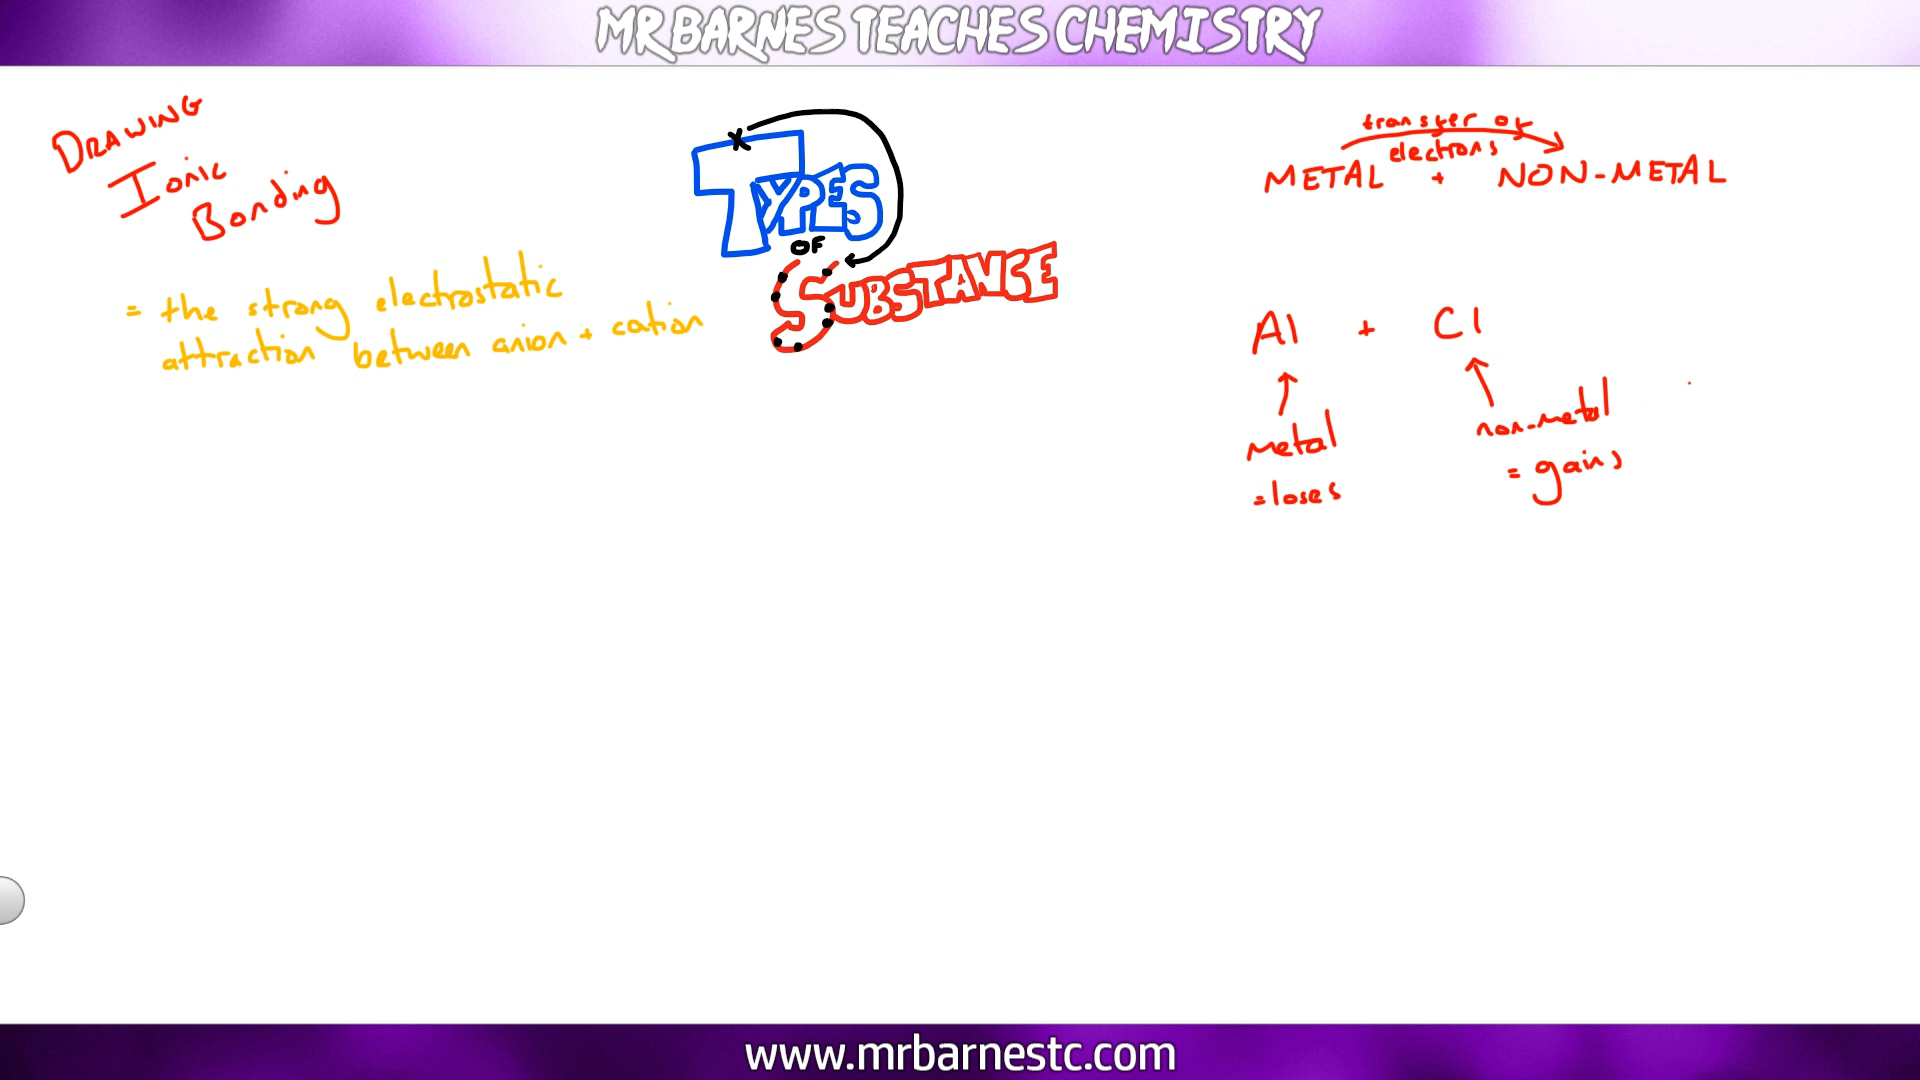 MR BARNES TEACHES CHEMISTRY
DRAWING
Ionic
Bonding
= the strong electrostatic
attraction between anion + cation
TYPES
OF
SUBSTANCE
transfer of
electrons
METAL + NON-METAL
Al + Cl
metal
=loses
non-metal
= gains
www.mrbarnestc.com